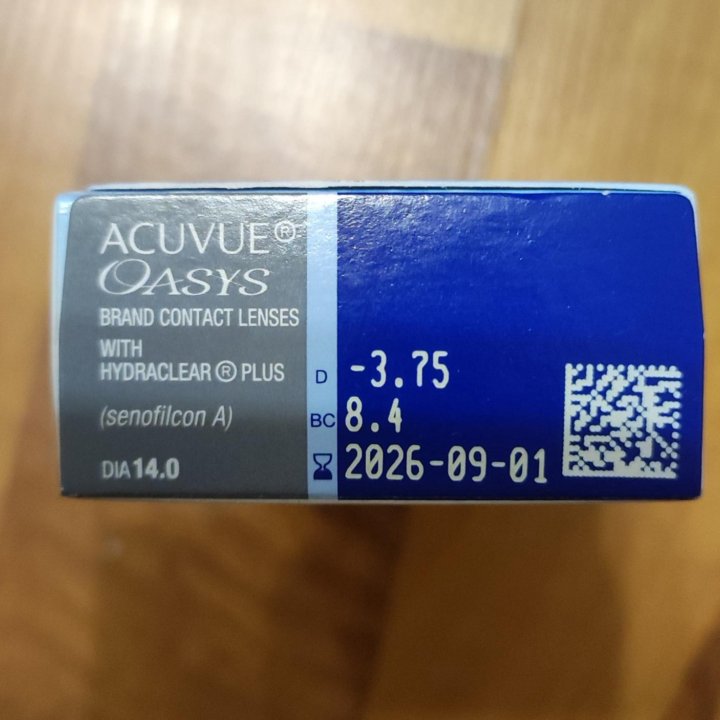 ACUVUE®
OASYS
BRAND CONTACT LENSES
WITH
HYDRACLEAR® PLUS
(senofilcon A)
DIA 14.0
D -3.75
BC 8.4
2026-09-01